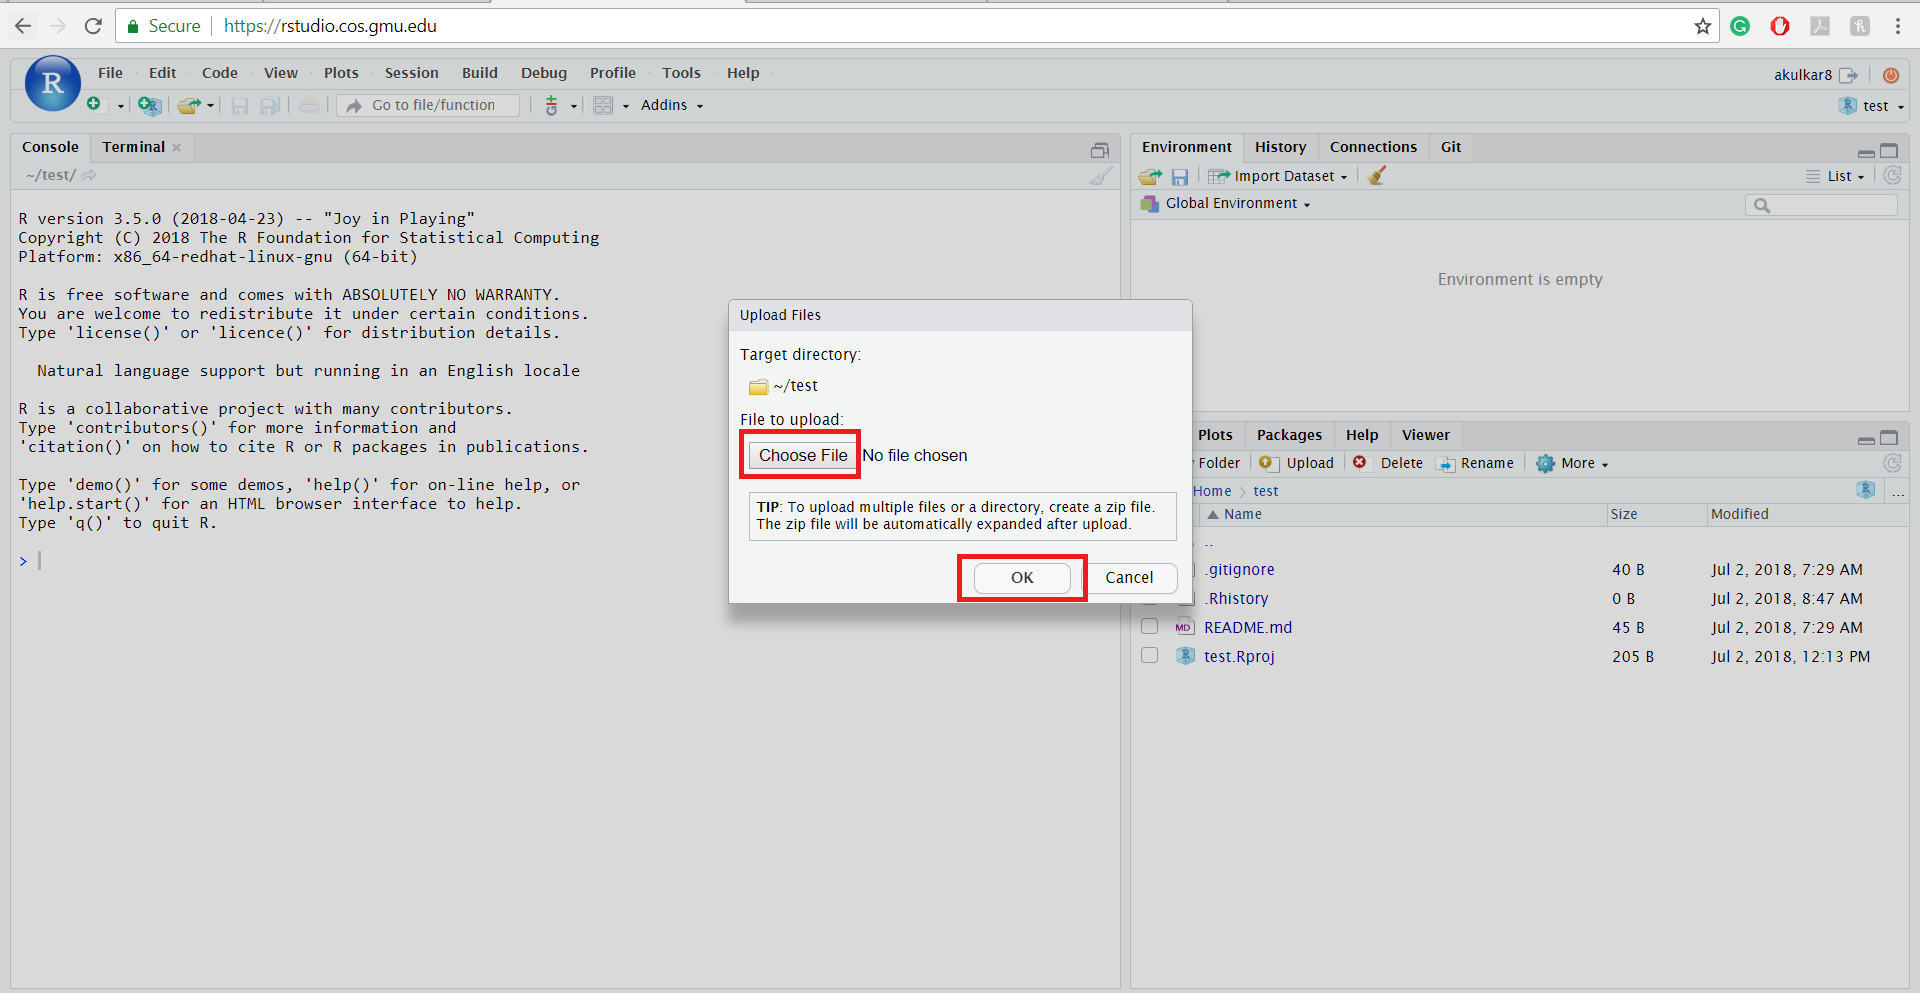 Secure https://rstudio.cos.gmu.edu
R File Edit Code View Plots Session Build Debug Profile Tools Help akulkar8
Go to file/function Addins test
Console Terminal
~/test/
R version 3.5.0 (2018-04-23) -- "Joy in Playing"
Copyright (C) 2018 The R Foundation for Statistical Computing
Platform: x86_64-redhat-linux-gnu (64-bit)
R is free software and comes with ABSOLUTELY NO WARRANTY.
You are welcome to redistribute it under certain conditions.
Type 'license()' or 'licence()' for distribution details.
Natural language support but running in an English locale
R is a collaborative project with many contributors.
Type 'contributors()' for more information and
'citation()' on how to cite R or R packages in publications.
Type 'demo()' for some demos, 'help()' for on-line help, or
'help.start()' for an HTML browser interface to help.
Type 'q()' to quit R.
>
Upload Files
Target directory:
~/test
File to upload:
Choose File No file chosen
TIP: To upload multiple files or a directory, create a zip file.
The zip file will be automatically expanded after upload.
OK Cancel
Environment History Connections Git
Import Dataset List
Global Environment
Environment is empty
Plots Packages Help Viewer
Folder Upload Delete Rename More
Home test ...
Name Size Modified
..
.gitignore 40 B Jul 2, 2018, 7:29 AM
.Rhistory 0 B Jul 2, 2018, 8:47 AM
MD README.md 45 B Jul 2, 2018, 7:29 AM
test.Rproj 205 B Jul 2, 2018, 12:13 PM